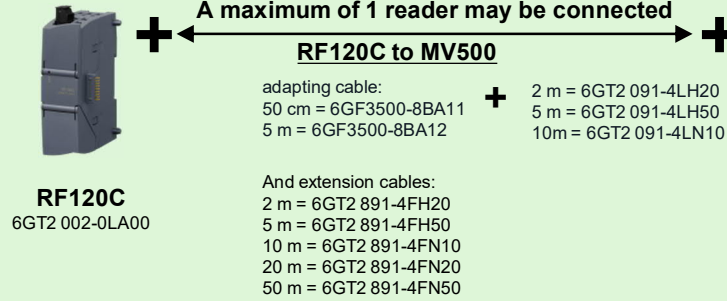 A maximum of 1 reader may be connected
RF120C to MV500
adapting cable:
50 cm = 6GF3500-8BA11
5 m = 6GF3500-8BA12
+
2 m = 6GT2 091-4LH20
5 m = 6GT2 091-4LH50
10m = 6GT2 091-4LN10
RF120C
6GT2 002-0LA00
And extension cables:
2 m = 6GT2 891-4FH20
5 m = 6GT2 891-4FH50
10 m = 6GT2 891-4FN10
20 m = 6GT2 891-4FN20
50 m = 6GT2 891-4FN50